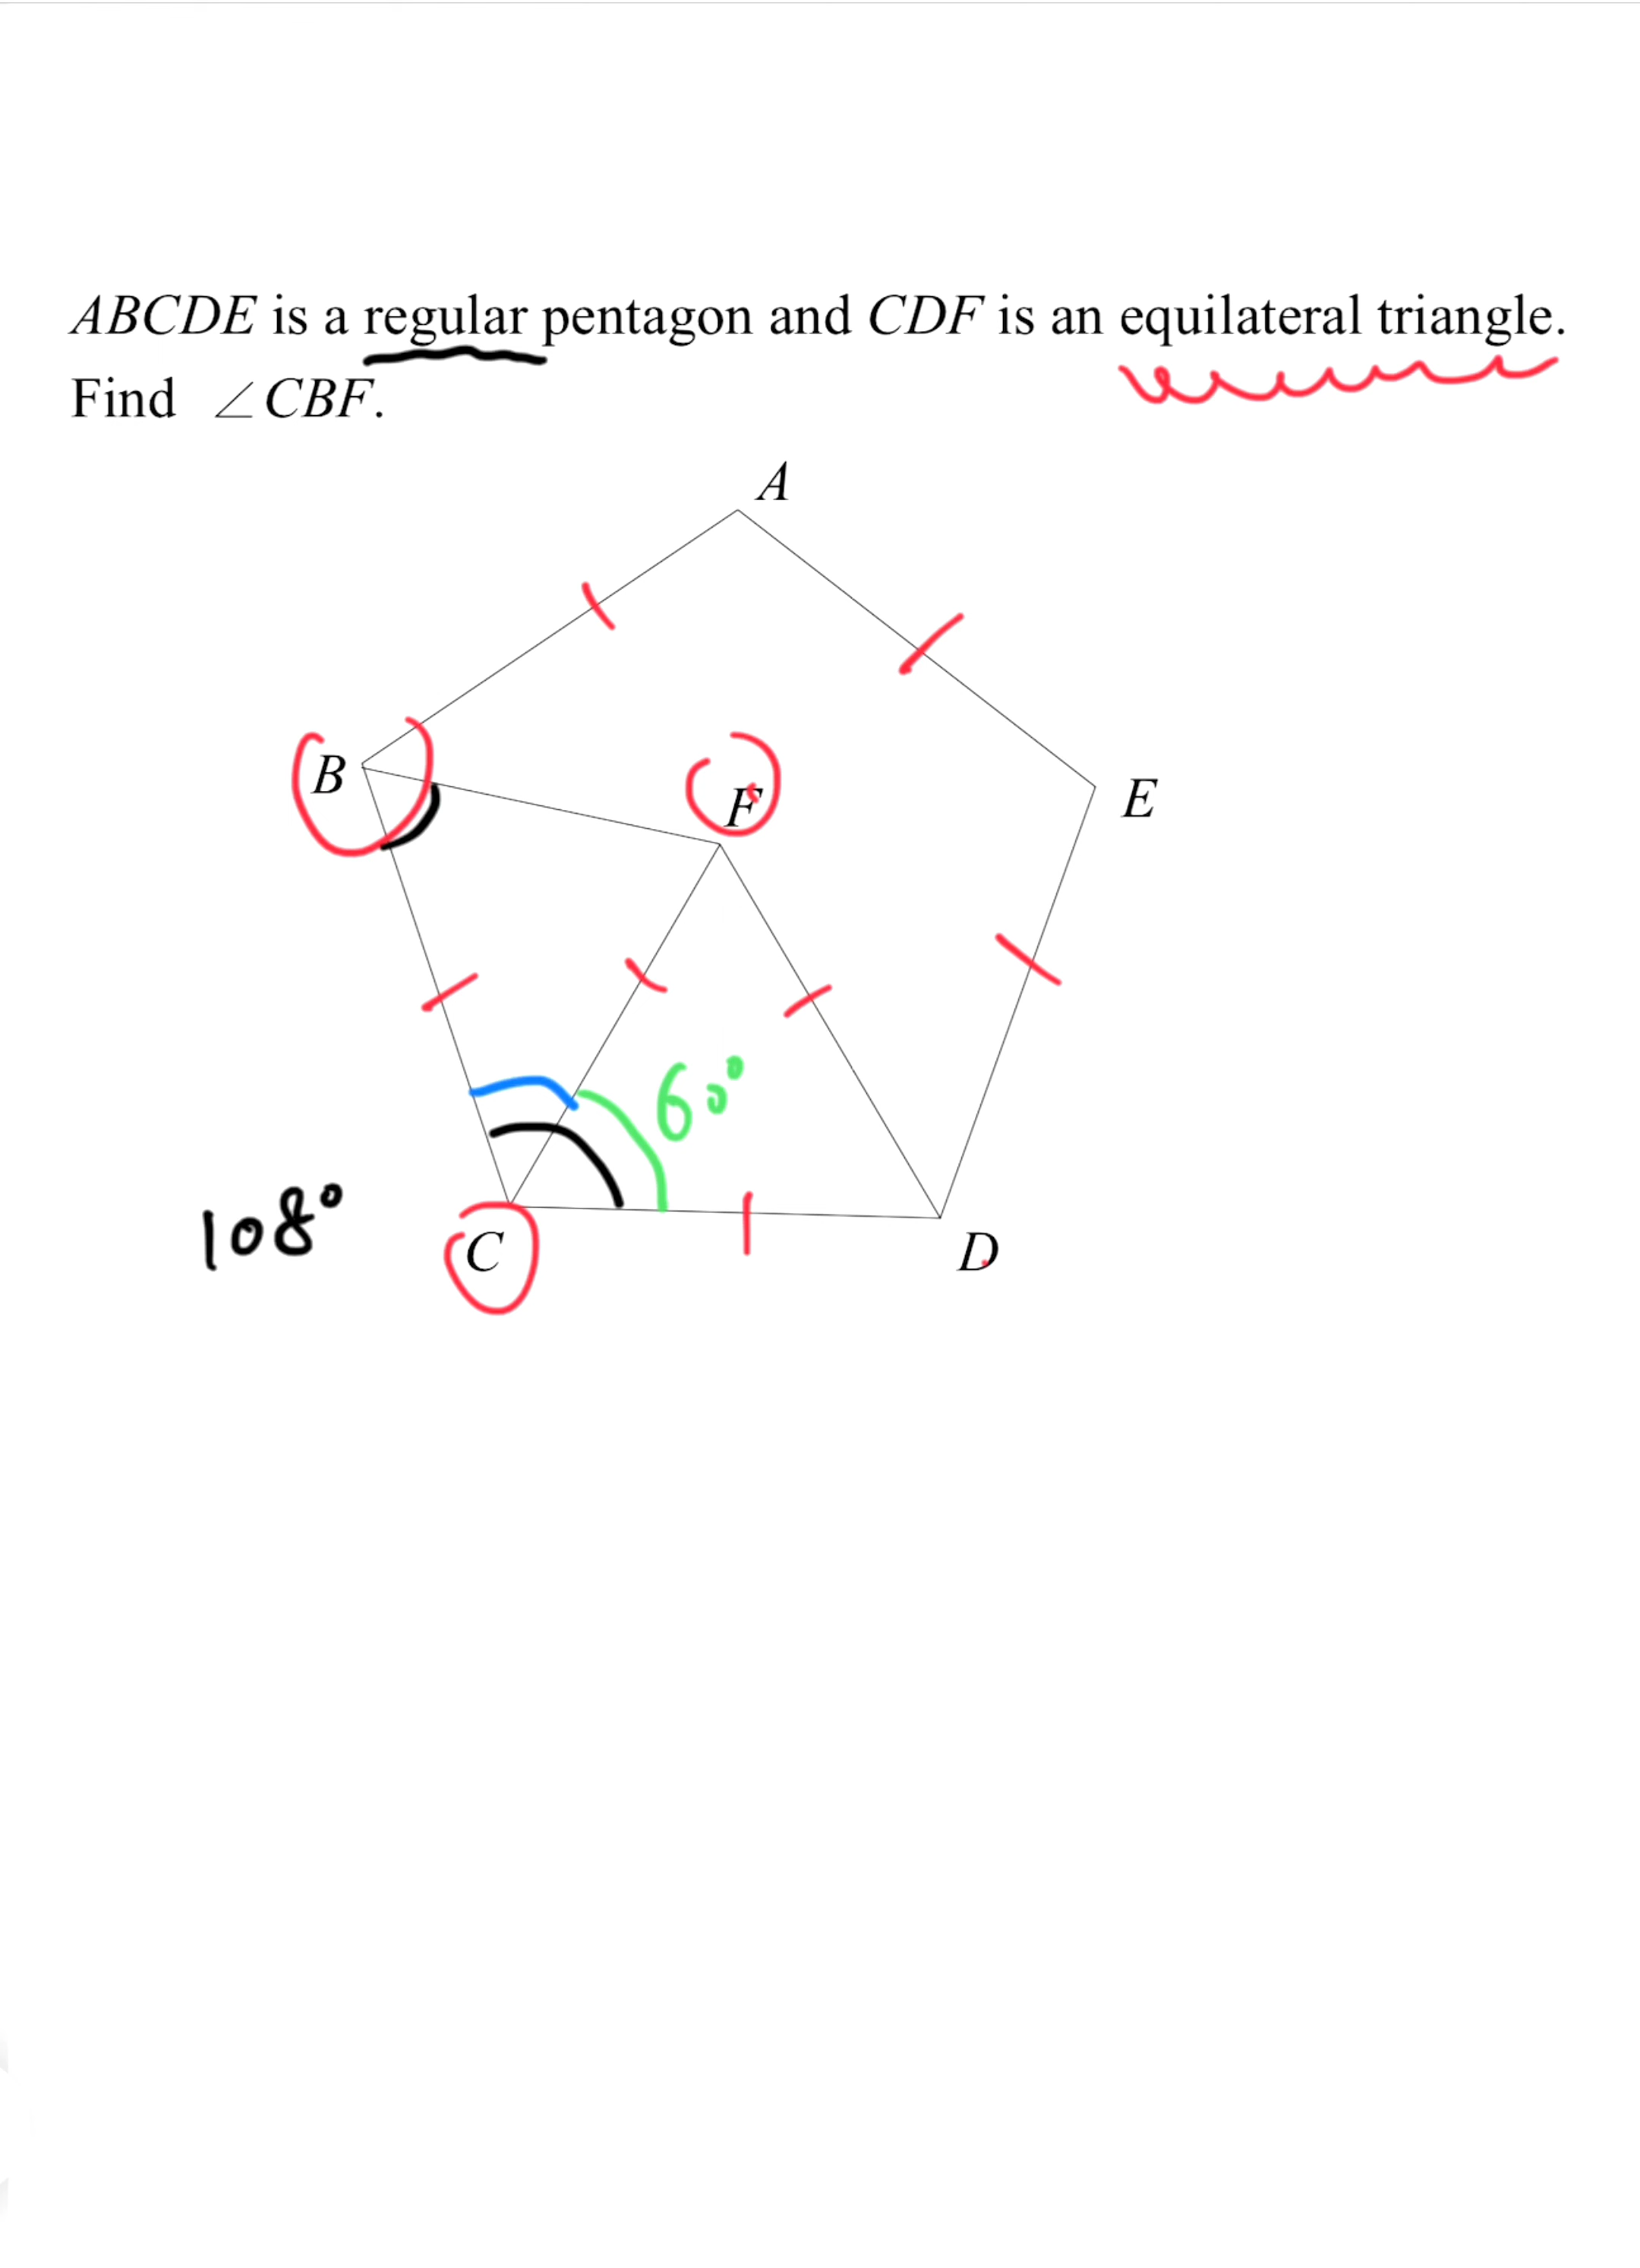 ABCDE is a regular pentagon and CDF is an equilateral triangle.
Find ∠CBF.
A
B
F
E
60°
108°
C
D